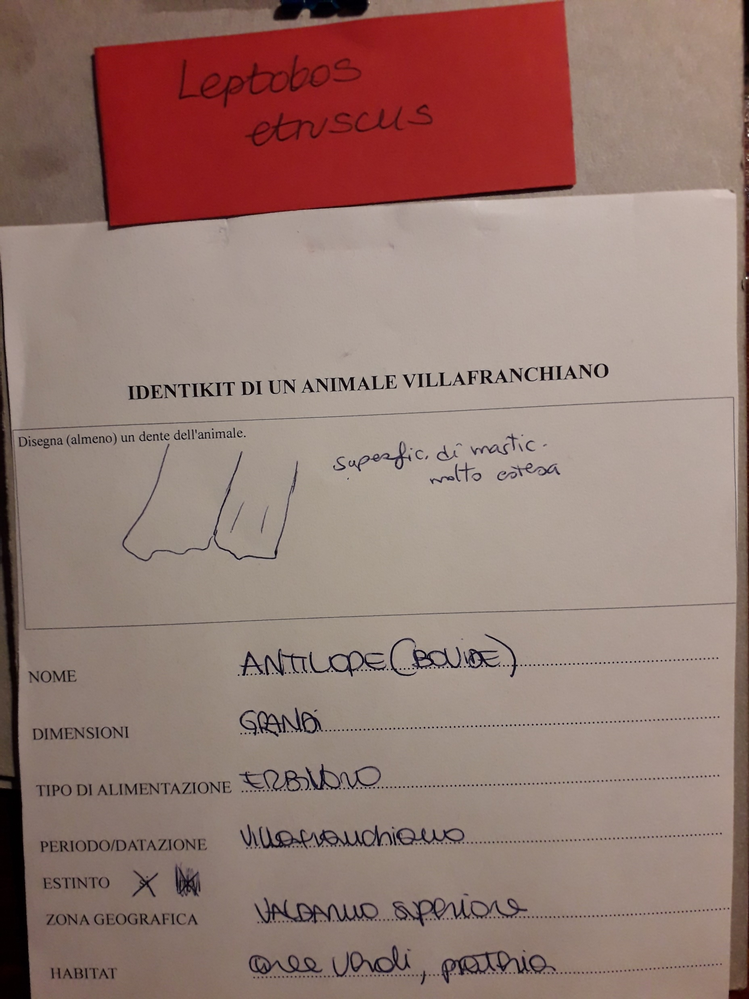 Leptobos
etruscus
IDENTIKIT DI UN ANIMALE VILLAFRANCHIANO
Disegna (almeno) un dente dell'animale.
superfic. di mastic.
molto estesa
NOME ANTILOPE (BOVIDE)
DIMENSIONI GRANDi
TIPO DI ALIMENTAZIONE ERBIVORO
PERIODO/DATAZIONE Villafranchiano
ESTINTO si
ZONA GEOGRAFICA VALDARNO superiore
HABITAT aree verdi, prateria